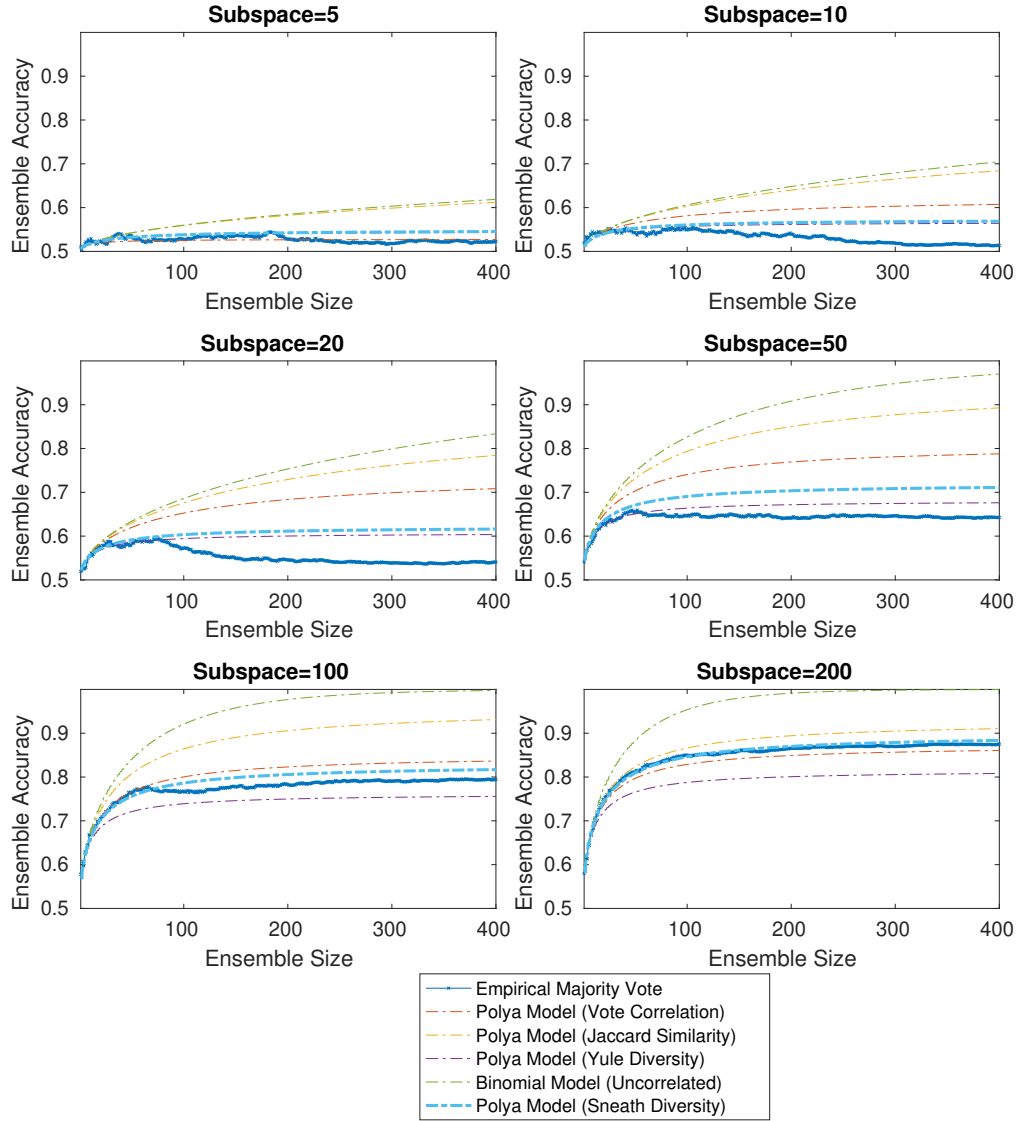 Subspace=5
Subspace=10
0.9
0.8
0.7
0.6
0.5
Ensemble Accuracy
100
200
300
400
Ensemble Size
0.9
0.8
0.7
0.6
0.5
Ensemble Accuracy
100
200
300
400
Ensemble Size
Subspace=20
Subspace=50
0.9
0.8
0.7
0.6
0.5
Ensemble Accuracy
100
200
300
400
Ensemble Size
0.9
0.8
0.7
0.6
0.5
Ensemble Accuracy
100
200
300
400
Ensemble Size
Subspace=100
Subspace=200
0.9
0.8
0.7
0.6
0.5
Ensemble Accuracy
100
200
300
400
Ensemble Size
0.9
0.8
0.7
0.6
0.5
Ensemble Accuracy
100
200
300
400
Ensemble Size
Empirical Majority Vote
Polya Model (Vote Correlation)
Polya Model (Jaccard Similarity)
Polya Model (Yule Diversity)
Binomial Model (Uncorrelated)
Polya Model (Sneath Diversity)